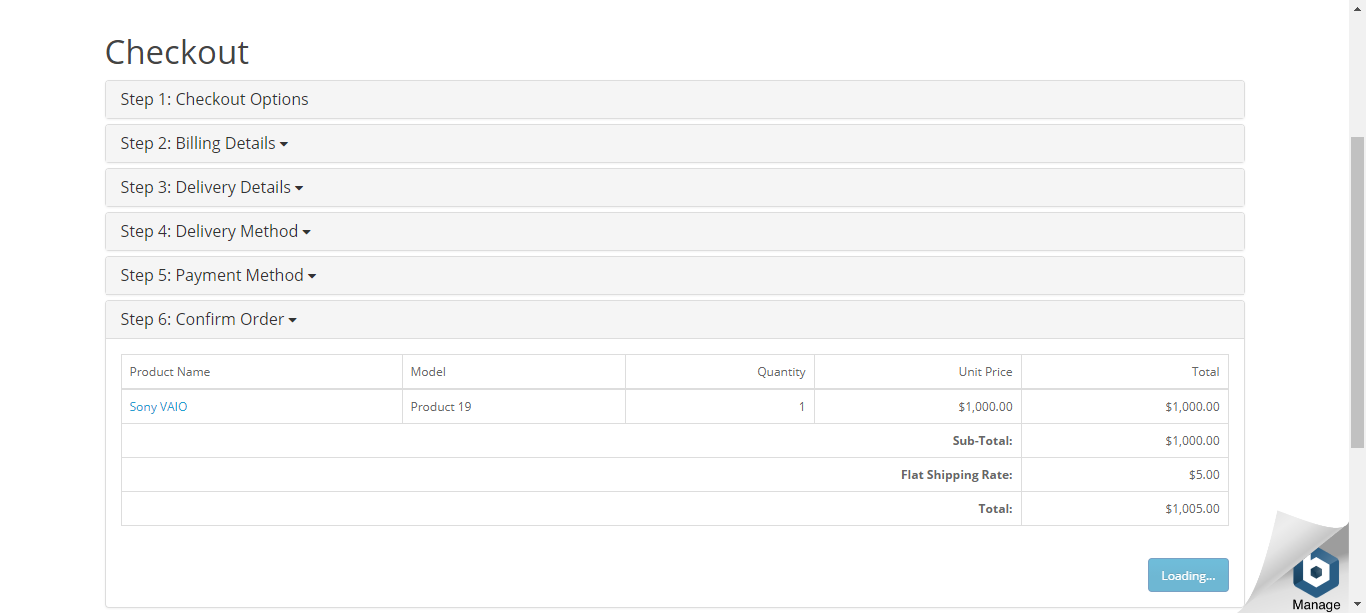 Checkout
Step 1: Checkout Options
Step 2: Billing Details
Step 3: Delivery Details
Step 4: Delivery Method
Step 5: Payment Method
Step 6: Confirm Order
Product Name Model Quantity Unit Price Total
Sony VAIO Product 19 1 $1,000.00 $1,000.00
Sub-Total: $1,000.00
Flat Shipping Rate: $5.00
Total: $1,005.00
Loading...
Manage